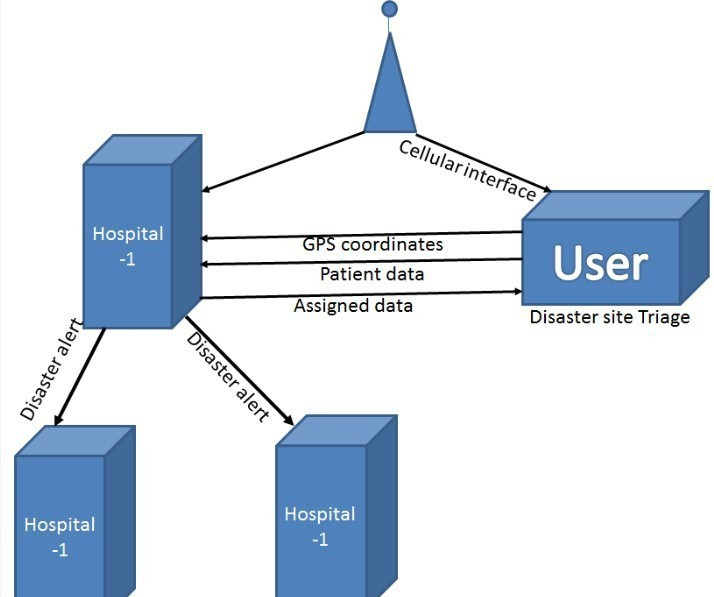 Cellular interface
Hospital
-1
GPS coordinates
User
Patient data
Assigned data
Disaster site Triage
Disaster alert
Disaster alert
Hospital
-1
Hospital
-1